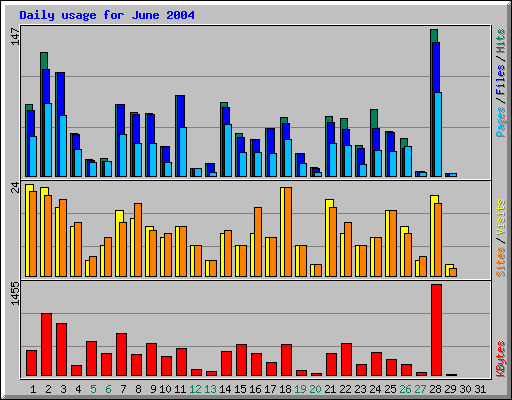 Daily usage for June 2004
147
24
1455
Pages / Files / Hits
Sites / Visits
KBytes
1 2 3 4 5 6 7 8 9 10 11 12 13 14 15 16 17 18 19 20 21 22 23 24 25 26 27 28 29 30 31